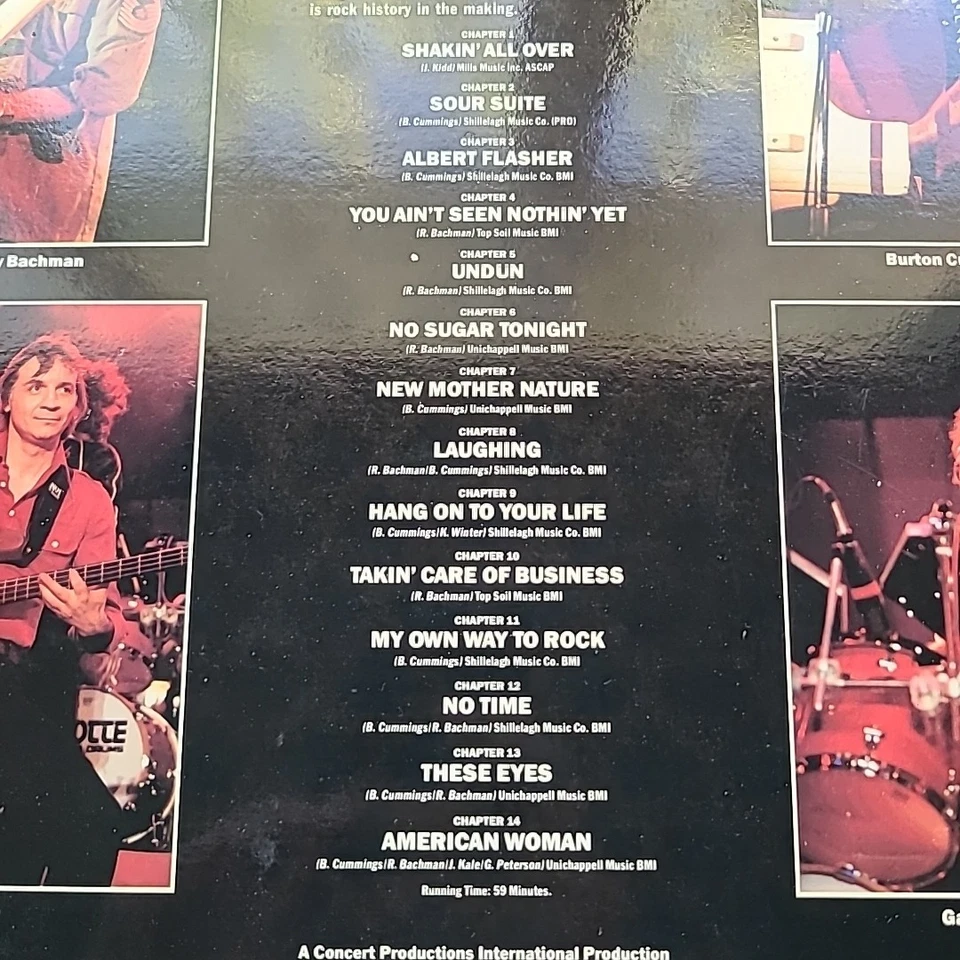 is rock history in the making.
CHAPTER 1
SHAKIN' ALL OVER
(J. Kidd) Mills Music Inc. ASCAP
CHAPTER 2
SOUR SUITE
(B. Cummings) Shillelagh Music Co. (PRO)
CHAPTER 3
ALBERT FLASHER
(B. Cummings) Shillelagh Music Co. BMI
CHAPTER 4
YOU AIN'T SEEN NOTHIN' YET
(R. Bachman) Top Soil Music BMI
y Bachman
Burton Cu
CHAPTER 5
UNDUN
(R. Bachman) Shillelagh Music Co. BMI
CHAPTER 6
NO SUGAR TONIGHT
(R. Bachman) Unichappell Music BMI
CHAPTER 7
NEW MOTHER NATURE
(B. Cummings) Unichappell Music BMI
CHAPTER 8
LAUGHING
(R. Bachman/B. Cummings) Shillelagh Music Co. BMI
CHAPTER 9
HANG ON TO YOUR LIFE
(B. Cummings/K. Winter) Shillelagh Music Co. BMI
CHAPTER 10
TAKIN' CARE OF BUSINESS
(R. Bachman) Top Soil Music BMI
CHAPTER 11
MY OWN WAY TO ROCK
(B. Cummings) Shillelagh Music Co. BMI
CHAPTER 12
NO TIME
(B. Cummings/R. Bachman) Shillelagh Music Co. BMI
OTTE
DRUMS
CHAPTER 13
THESE EYES
(B. Cummings/R. Bachman) Unichappell Music BMI
CHAPTER 14
AMERICAN WOMAN
(B. Cummings/R. Bachman/J. Kale/G. Peterson) Unichappell Music BMI
Running Time: 59 Minutes.
Ga
A Concert Productions International Production